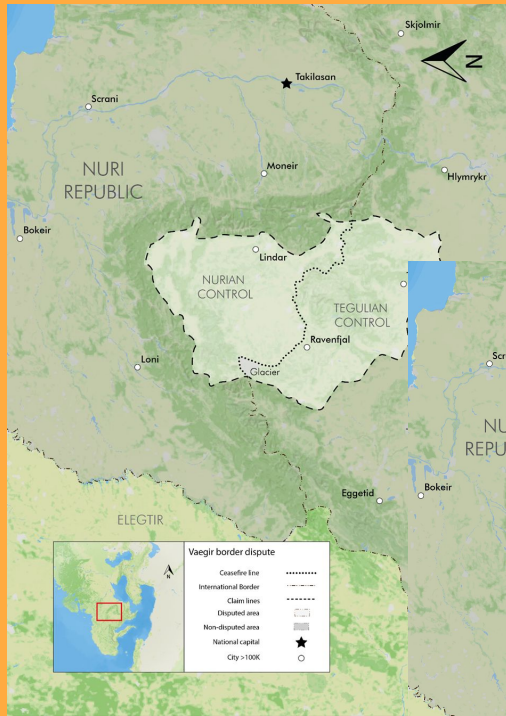 Skjolmir
N
Takilasan
Scrani
NURI
REPUBLIC
Moneir
Hlymrykr
Bokeir
Lindar
NURIAN
CONTROL
TEGULIAN
CONTROL
Ravenfjal
Loni
Glacier
Bokeir
Eggetid
ELEGTIR
N
Vaegir border dispute
Ceasefire line
International Border
Claim lines
Disputed area
Non-disputed area
National capital
City >100K